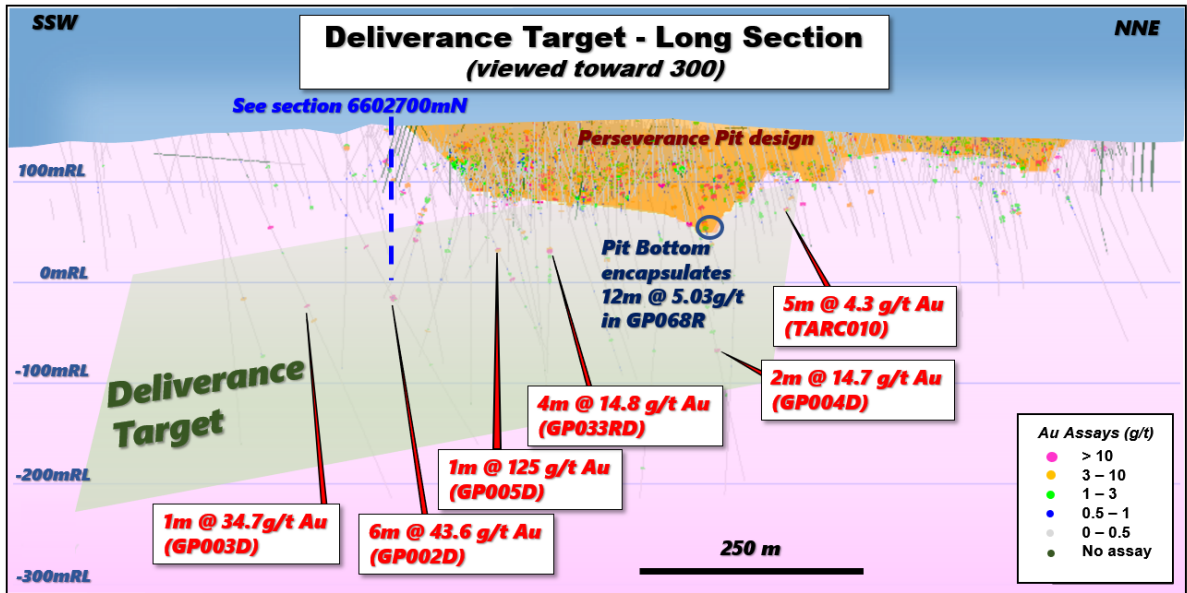 SSW
NNE
Deliverance Target - Long Section
(viewed toward 300)
See section 6602700mN
Perseverance Pit design
100mRL
0mRL
-100mRL
-200mRL
-300mRL
Pit Bottom
encapsulates
12m @ 5.03g/t
in GP068R
5m @ 4.3 g/t Au
(TARC010)
2m @ 14.7 g/t Au
(GP004D)
4m @ 14.8 g/t Au
(GP033RD)
1m @ 125 g/t Au
(GP005D)
6m @ 43.6 g/t Au
(GP002D)
1m @ 34.7g/t Au
(GP003D)
Deliverance
Target
250 m
Au Assays (g/t)
> 10
3 – 10
1 – 3
0.5 – 1
0 – 0.5
No assay